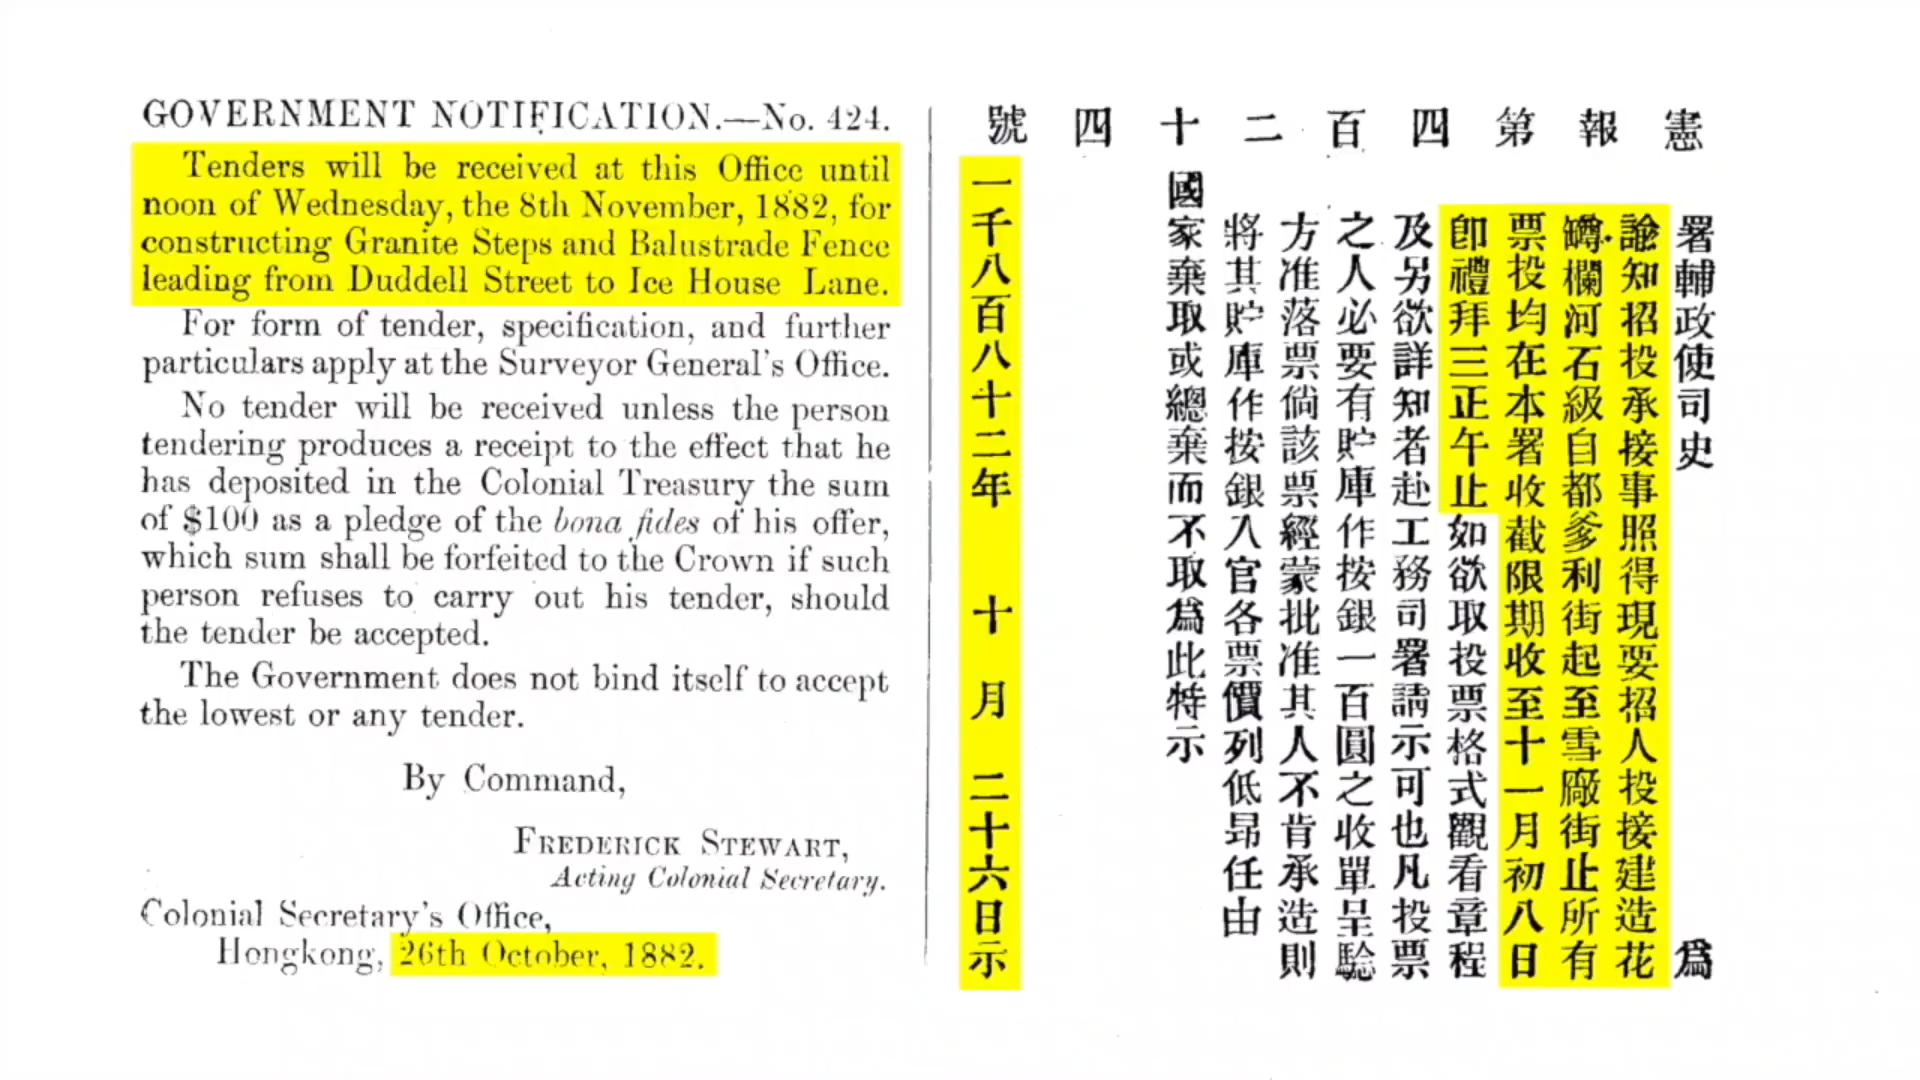 GOVERNMENT NOTIFICATION.—No. 424.
Tenders will be received at this Office until
noon of Wednesday, the 8th November, 1882, for
constructing Granite Steps and Balustrade Fence
leading from Duddell Street to Ice House Lane.
For form of tender, specification, and further
particulars apply at the Surveyor General's Office.
No tender will be received unless the person
tendering produces a receipt to the effect that he
has deposited in the Colonial Treasury the sum
of $100 as a pledge of the bona fides of his offer,
which sum shall be forfeited to the Crown if such
person refuses to carry out his tender, should
the tender be accepted.
The Government does not bind itself to accept
the lowest or any tender.
By Command,
FREDERICK STEWART,
Acting Colonial Secretary.
Colonial Secretary's Office,
Hongkong, 26th October, 1882.
憲報第四百二十四號
署輔政使司史 為
諭知招投承接事照得現要招人投接建造花
罇欄河石級自都爹利街起至雪廠街止所有
票投均在本署收截限期收至十一月初八日
卽禮拜三正午止如欲取投票格式觀看章程
及另欲詳知者赴工務司署請示可也凡投票
之人必要有貯庫作按銀一百圓之收單呈驗
方准落票倘該票經蒙批准其人不肯承造則
將其貯庫作按銀入官各票價列低昻任由
國家棄取或總棄而不取爲此特示
一千八百八十二年 十 月 二十六日示